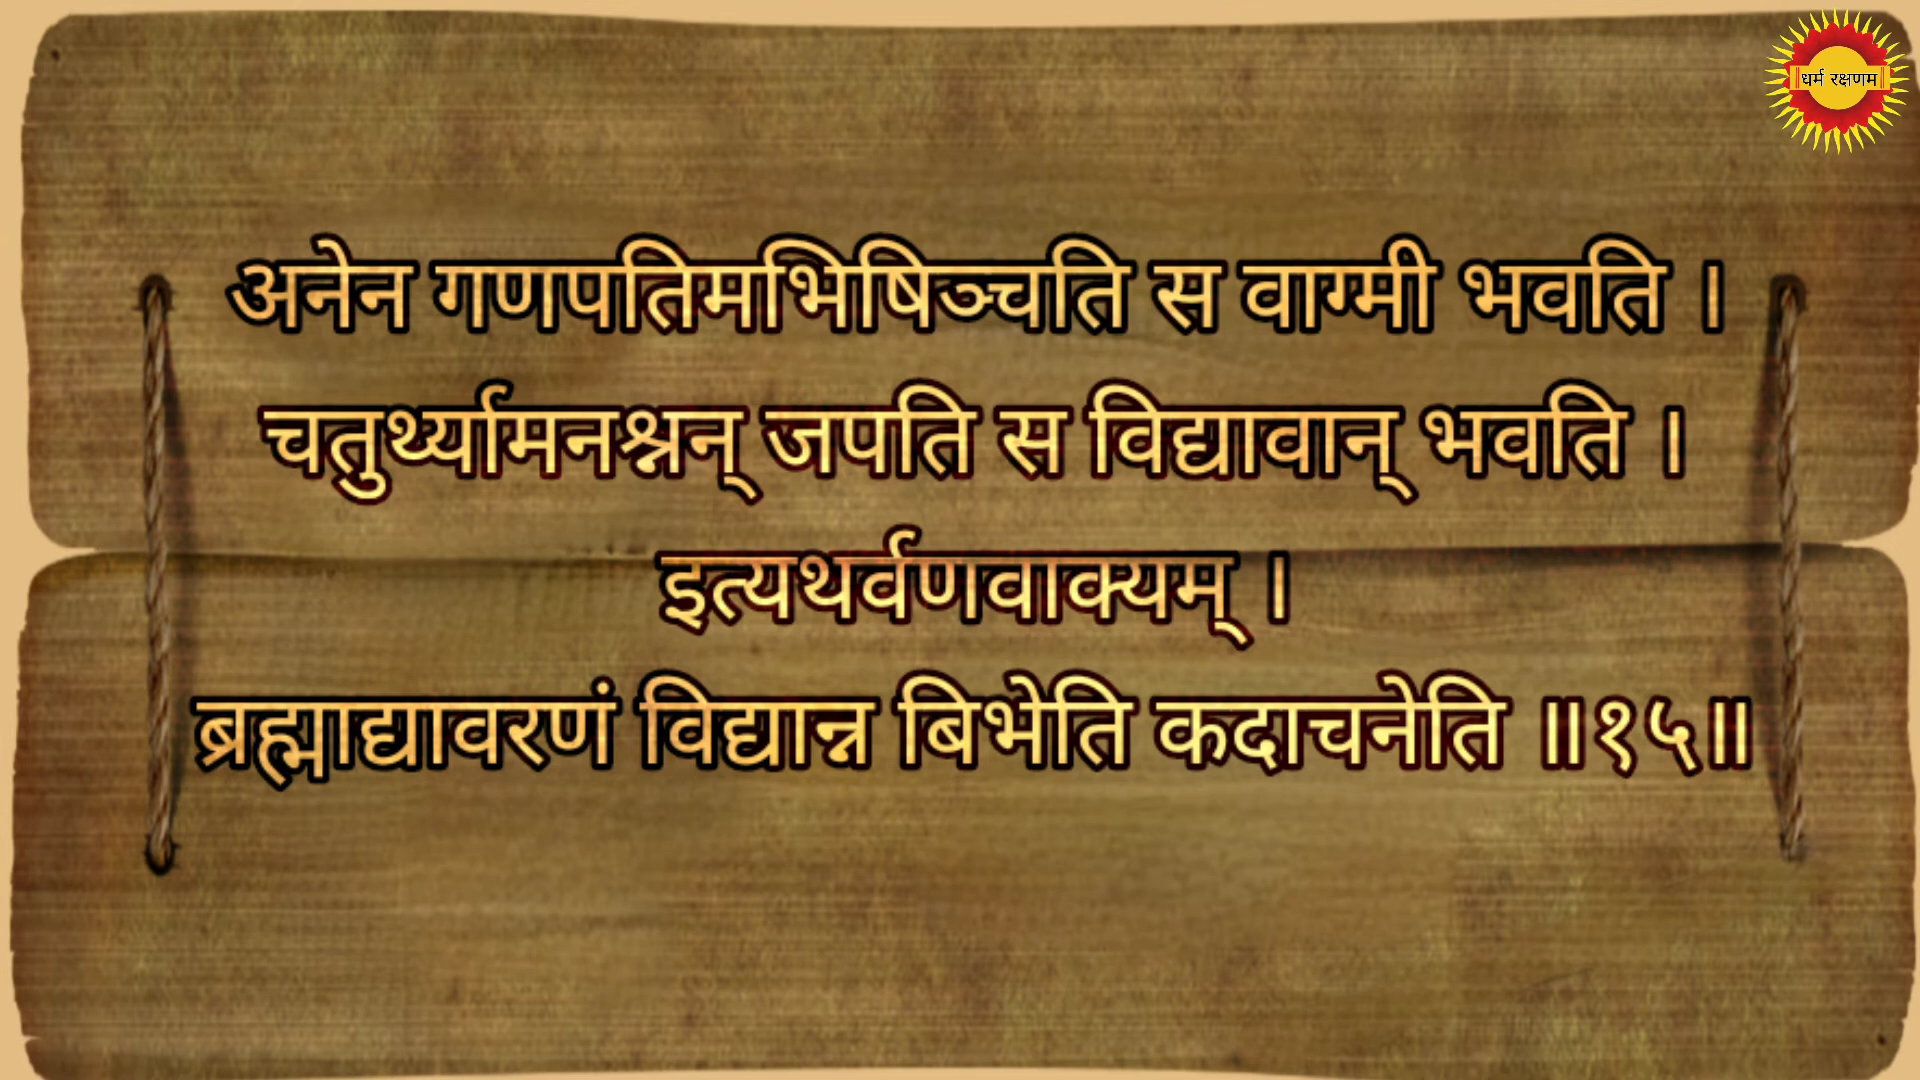 धर्म रक्षणम
अनेन गणपतिमभिषिञ्चति स वाग्मी भवति ।
चतुर्थ्यामनश्नन् जपति स विद्यावान् भवति ।
इत्यथर्वणवाक्यम् ।
ब्रह्माद्यावरणं विद्यान्न बिभेति कदाचनेति ॥१५॥